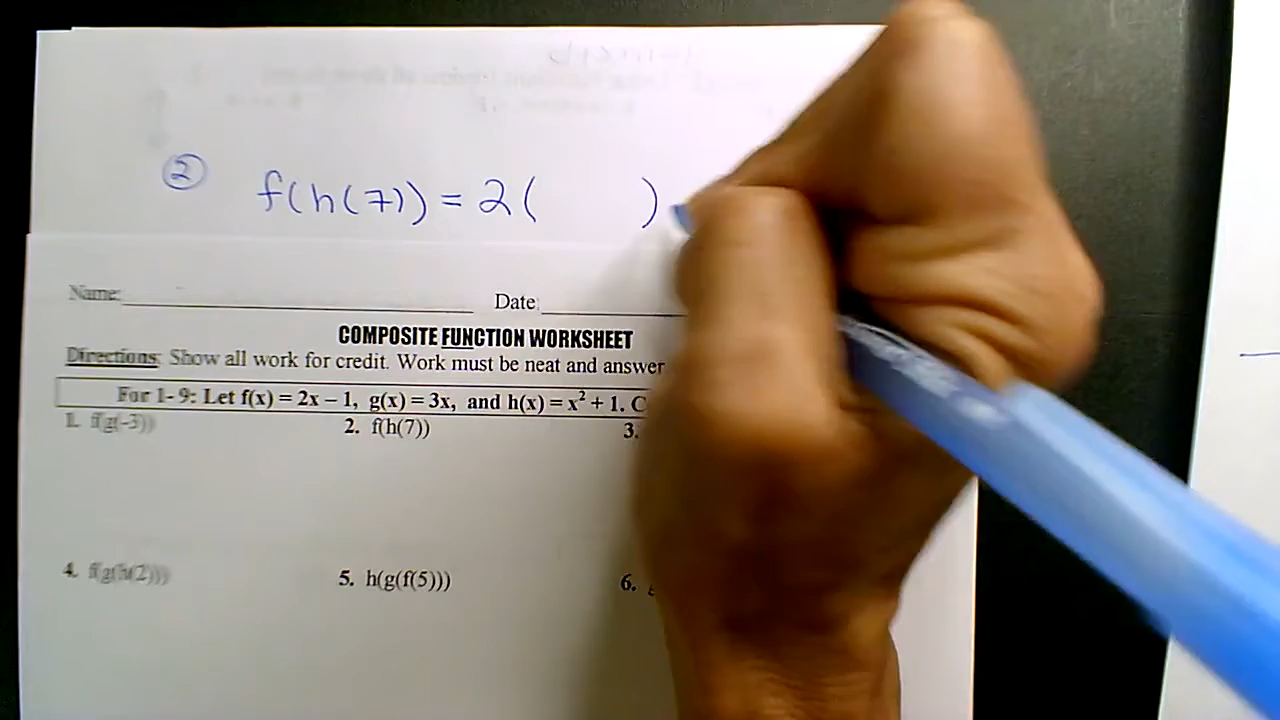 ② f(h(7)) = 2( )
Name:
Date:
COMPOSITE FUNCTION WORKSHEET
Directions: Show all work for credit. Work must be neat and answer
For 1- 9: Let f(x) = 2x – 1, g(x) = 3x, and h(x) = x² + 1. C
1. f(g(-3)) 2. f(h(7)) 3.
4. f(g(h(2))) 5. h(g(f(5))) 6.